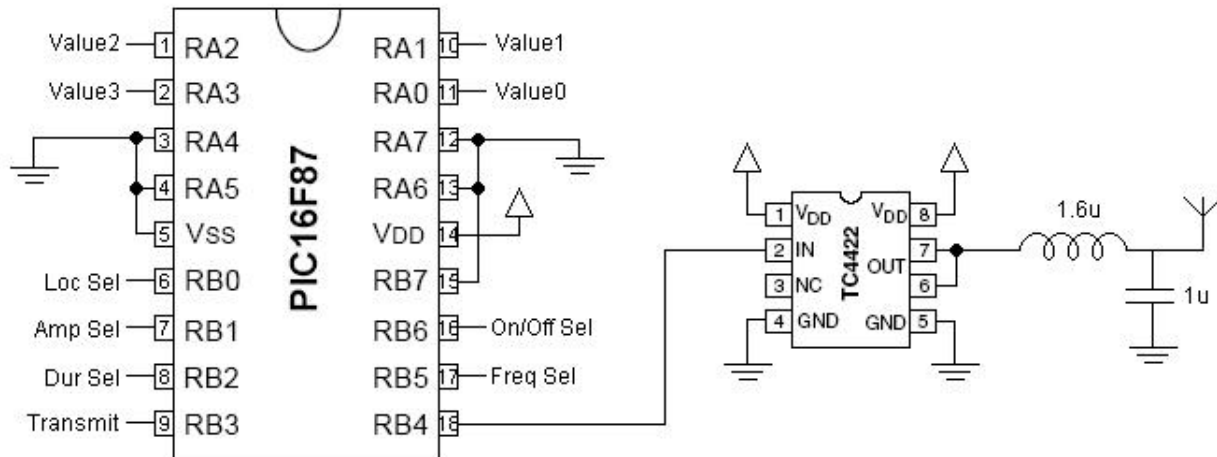 Value2 1 RA2 RA1 10 Value1
Value3 2 RA3 RA0 11 Value0
3 RA4 RA7 12
4 RA5 RA6 13
5 VSS VDD 14
Loc Sel 6 RB0 RB7 15
Amp Sel 7 RB1 RB6 16 On/Off Sel
Dur Sel 8 RB2 RB5 17 Freq Sel
Transmit 9 RB3 RB4 18
PIC16F87
1 VDD VDD 8
2 IN 7
OUT
3 NC 6
4 GND GND 5
TC4422
1.6u
1u